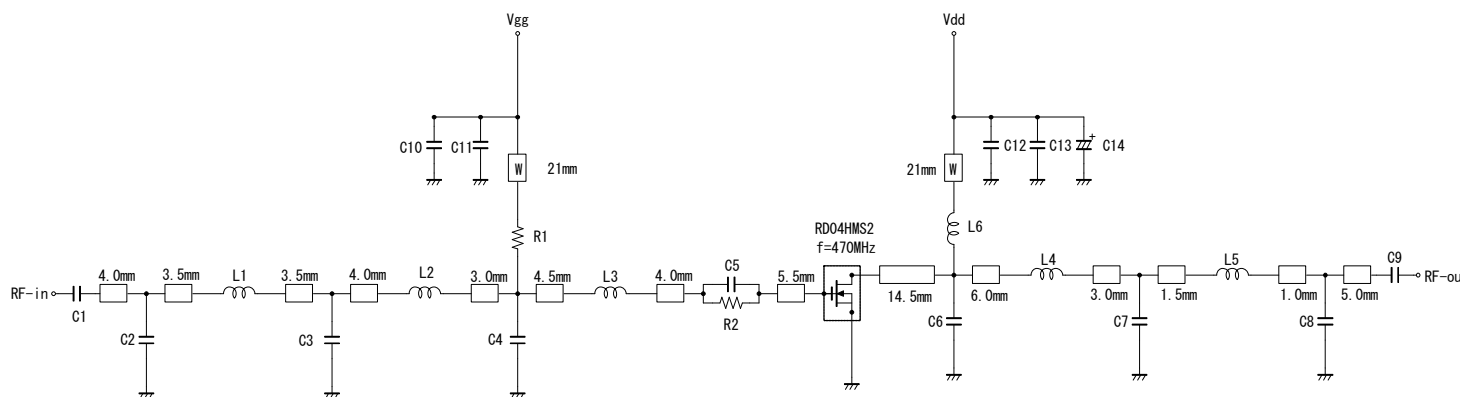 Vgg
Vdd
C10
C11
W
21mm
21mm
W
C12
C13
+
C14
R1
L6
RD04HMS2
f=470MHz
RF-in
C1
4.0mm
3.5mm
L1
3.5mm
4.0mm
L2
3.0mm
4.5mm
L3
4.0mm
C5
R2
5.5mm
14.5mm
6.0mm
L4
3.0mm
1.5mm
L5
1.0mm
5.0mm
C9
RF-out
C2
C3
C4
C6
C7
C8